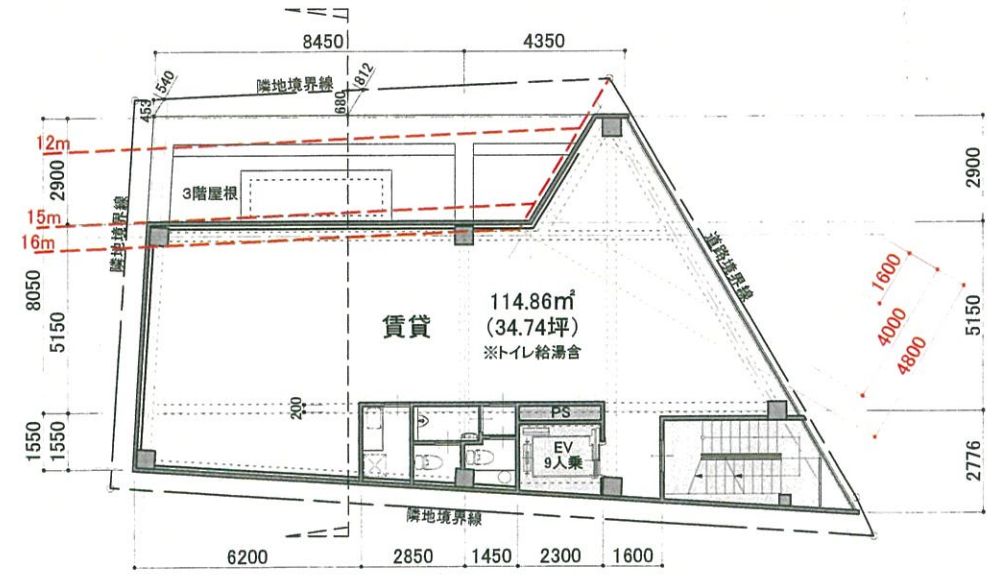 8450
4350
隣地境界線
540
453
812
680
12m
2900
3階屋根
2900
15m
16m
隣地境界線
道路境界線
8050
5150
賃貸
114.86㎡
(34.74坪)
※トイレ給湯含
1600
4000
4800
5150
200
PS
EV
9人乗
1550
1550
2776
隣地境界線
6200
2850
1450
2300
1600